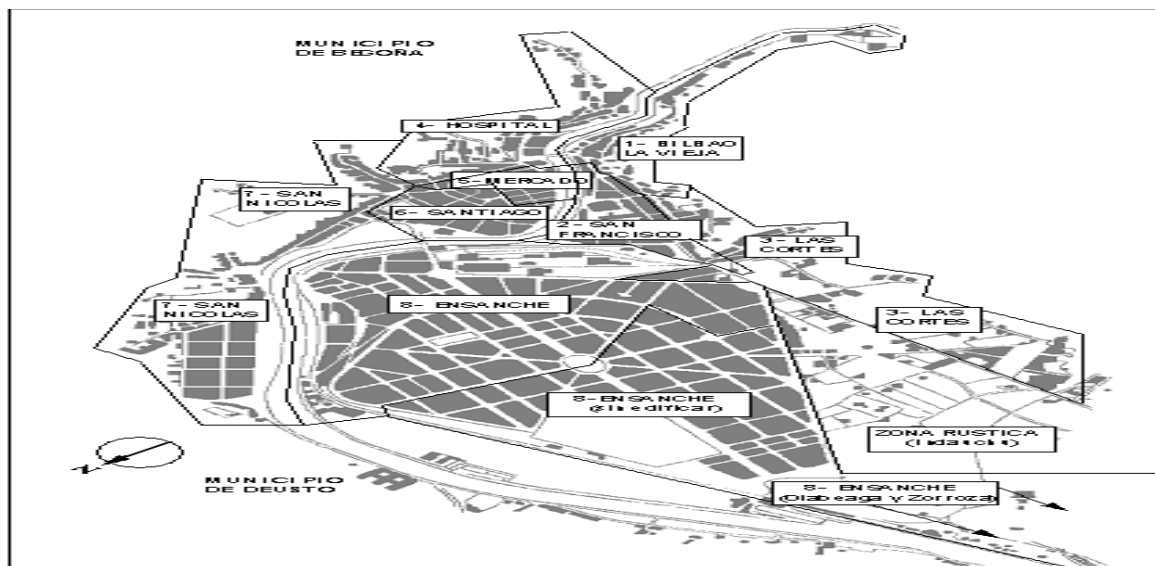 MUNICIPIO
DE BEGOÑA
4- HOSPITAL
1- BILBAO
LA VIEJA
5- MERCADO
7- SAN
NICOLAS
6- SANTIAGO
2- SAN
FRANCISCO
3- LAS
CORTES
7- SAN
NICOLAS
8- ENSANCHE
3- LAS
CORTES
8-ENSANCHE
(sin edificar)
ZONA RUSTICA
(Indauchu)
N
MUNICIPIO
DE DEUSTO
8- ENSANCHE
(Olabeaga y Zorroza)